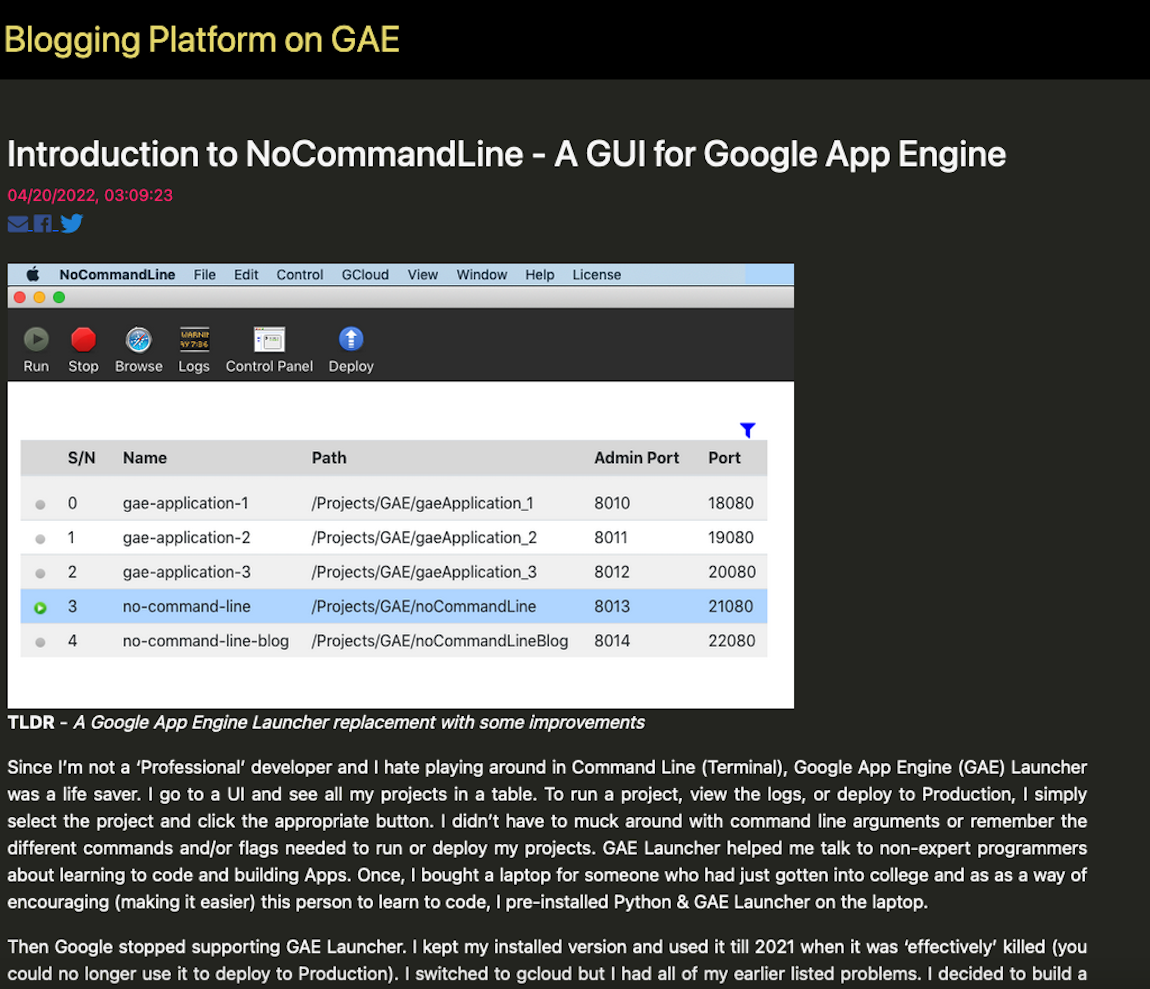 Blogging Platform on GAE
Introduction to NoCommandLine - A GUI for Google App Engine
04/20/2022, 03:09:23
NoCommandLine File Edit Control GCloud View Window Help License
WARNIN
AY7:36
Run Stop Browse Logs Control Panel Deploy
S/N Name Path Admin Port Port
0 gae-application-1 /Projects/GAE/gaeApplication_1 8010 18080
1 gae-application-2 /Projects/GAE/gaeApplication_2 8011 19080
2 gae-application-3 /Projects/GAE/gaeApplication_3 8012 20080
3 no-command-line /Projects/GAE/noCommandLine 8013 21080
4 no-command-line-blog /Projects/GAE/noCommandLineBlog 8014 22080
TLDR - A Google App Engine Launcher replacement with some improvements
Since I’m not a ‘Professional’ developer and I hate playing around in Command Line (Terminal), Google App Engine (GAE) Launcher
was a life saver. I go to a UI and see all my projects in a table. To run a project, view the logs, or deploy to Production, I simply
select the project and click the appropriate button. I didn’t have to muck around with command line arguments or remember the
different commands and/or flags needed to run or deploy my projects. GAE Launcher helped me talk to non-expert programmers
about learning to code and building Apps. Once, I bought a laptop for someone who had just gotten into college and as as a way of
encouraging (making it easier) this person to learn to code, I pre-installed Python & GAE Launcher on the laptop.
Then Google stopped supporting GAE Launcher. I kept my installed version and used it till 2021 when it was ‘effectively’ killed (you
could no longer use it to deploy to Production). I switched to gcloud but I had all of my earlier listed problems. I decided to build a